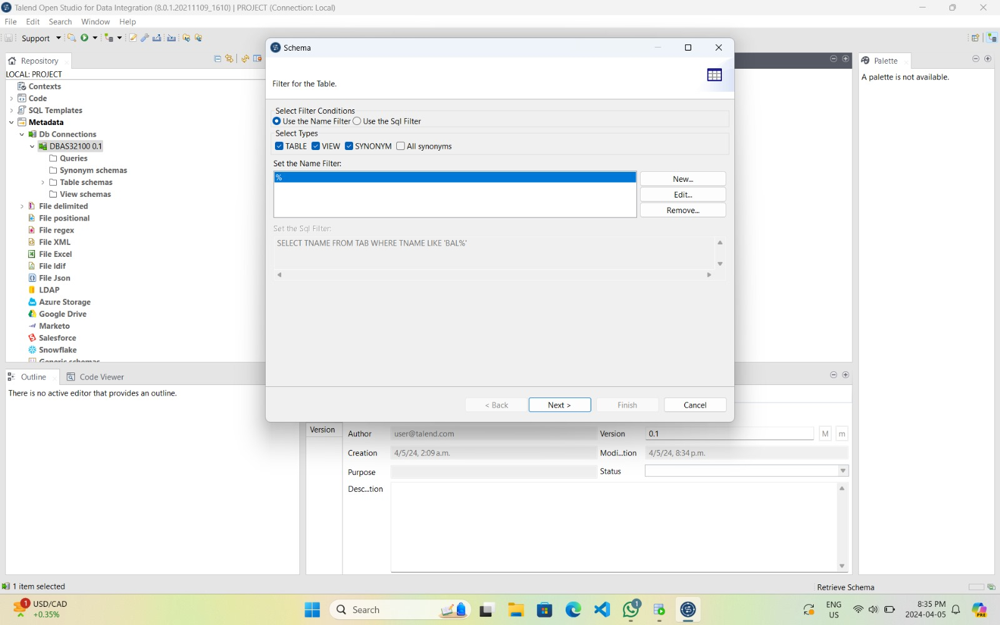 Talend Open Studio for Data Integration (8.0.1.20211109_1610) | PROJECT (Connection: Local)
File Edit Search Window Help
Support
Repository
LOCAL: PROJECT
Contexts
Code
SQL Templates
Metadata
Db Connections
DBAS32100 0.1
Queries
Synonym schemas
Table schemas
View schemas
File delimited
File positional
File regex
File XML
File Excel
File ldif
File Json
LDAP
Azure Storage
Google Drive
Marketo
Salesforce
Snowflake
Generic schemas
Schema
Filter for the Table.
Select Filter Conditions
Use the Name Filter Use the Sql Filter
Select Types
TABLE VIEW SYNONYM All synonyms
Set the Name Filter:
%
New...
Edit...
Remove...
Set the Sql Filter:
SELECT TNAME FROM TAB WHERE TNAME LIKE 'BAL%'
< Back Next > Finish Cancel
Palette
A palette is not available.
Outline Code Viewer
There is no active editor that provides an outline.
Version
Author user@talend.com Version 0.1 M m
Creation 4/5/24, 2:09 a.m. Modi...tion 4/5/24, 8:34 p.m.
Purpose Status
Desc...tion
1 item selected
Retrieve Schema
1
USD/CAD
+0.35%
Search
1
ENG
US
8:35 PM
2024-04-05
PRE